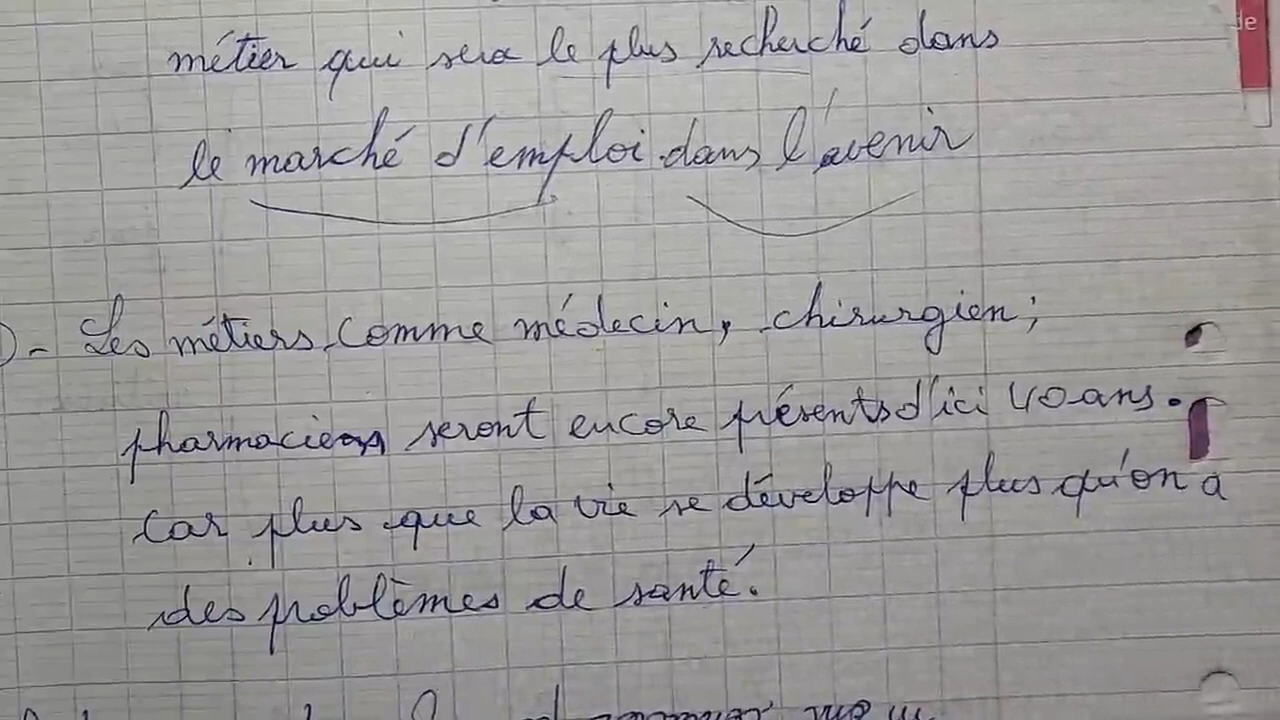 métier qui sera le plus recherché dans
le marché d'emploi dans l'avenir
- Les métiers comme médecin, chirurgien;
pharmacien seront encore présents d'ici 40 ans.
car plus que la vie se développe plus qu'on a
des problèmes de santé.